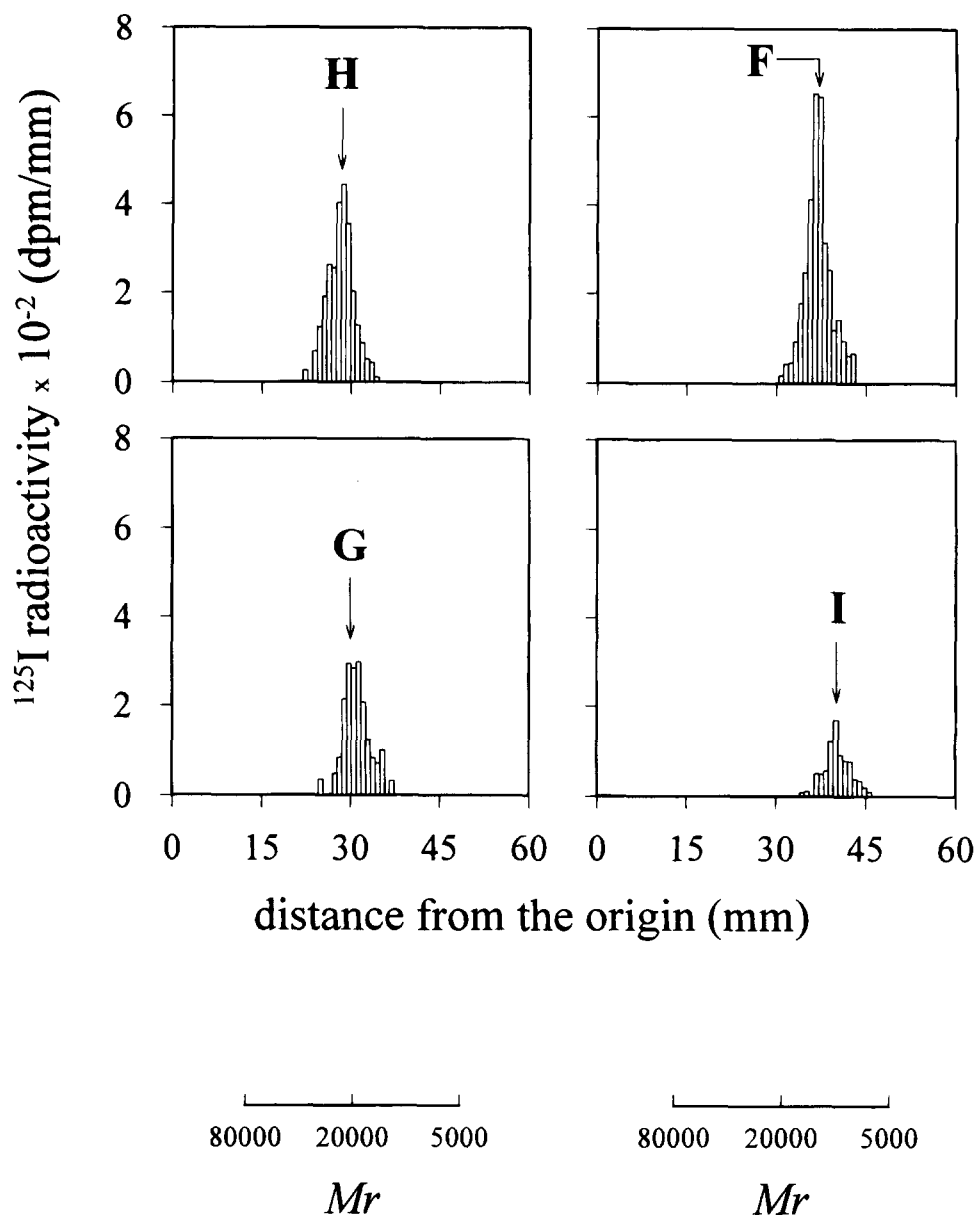 8
6
4
2
0
H
F
8
6
4
2
0
G
I
¹²⁵I radioactivity x 10⁻² (dpm/mm)
0 15 30 45 60 0 15 30 45 60
distance from the origin (mm)
80000 20000 5000 80000 20000 5000
Mr Mr